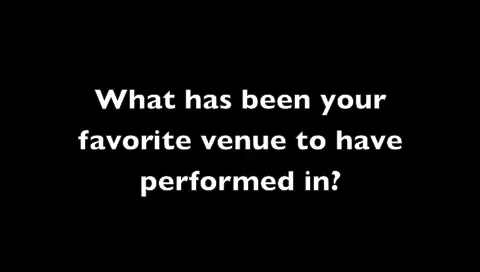 What has been your
favorite venue to have
performed in?